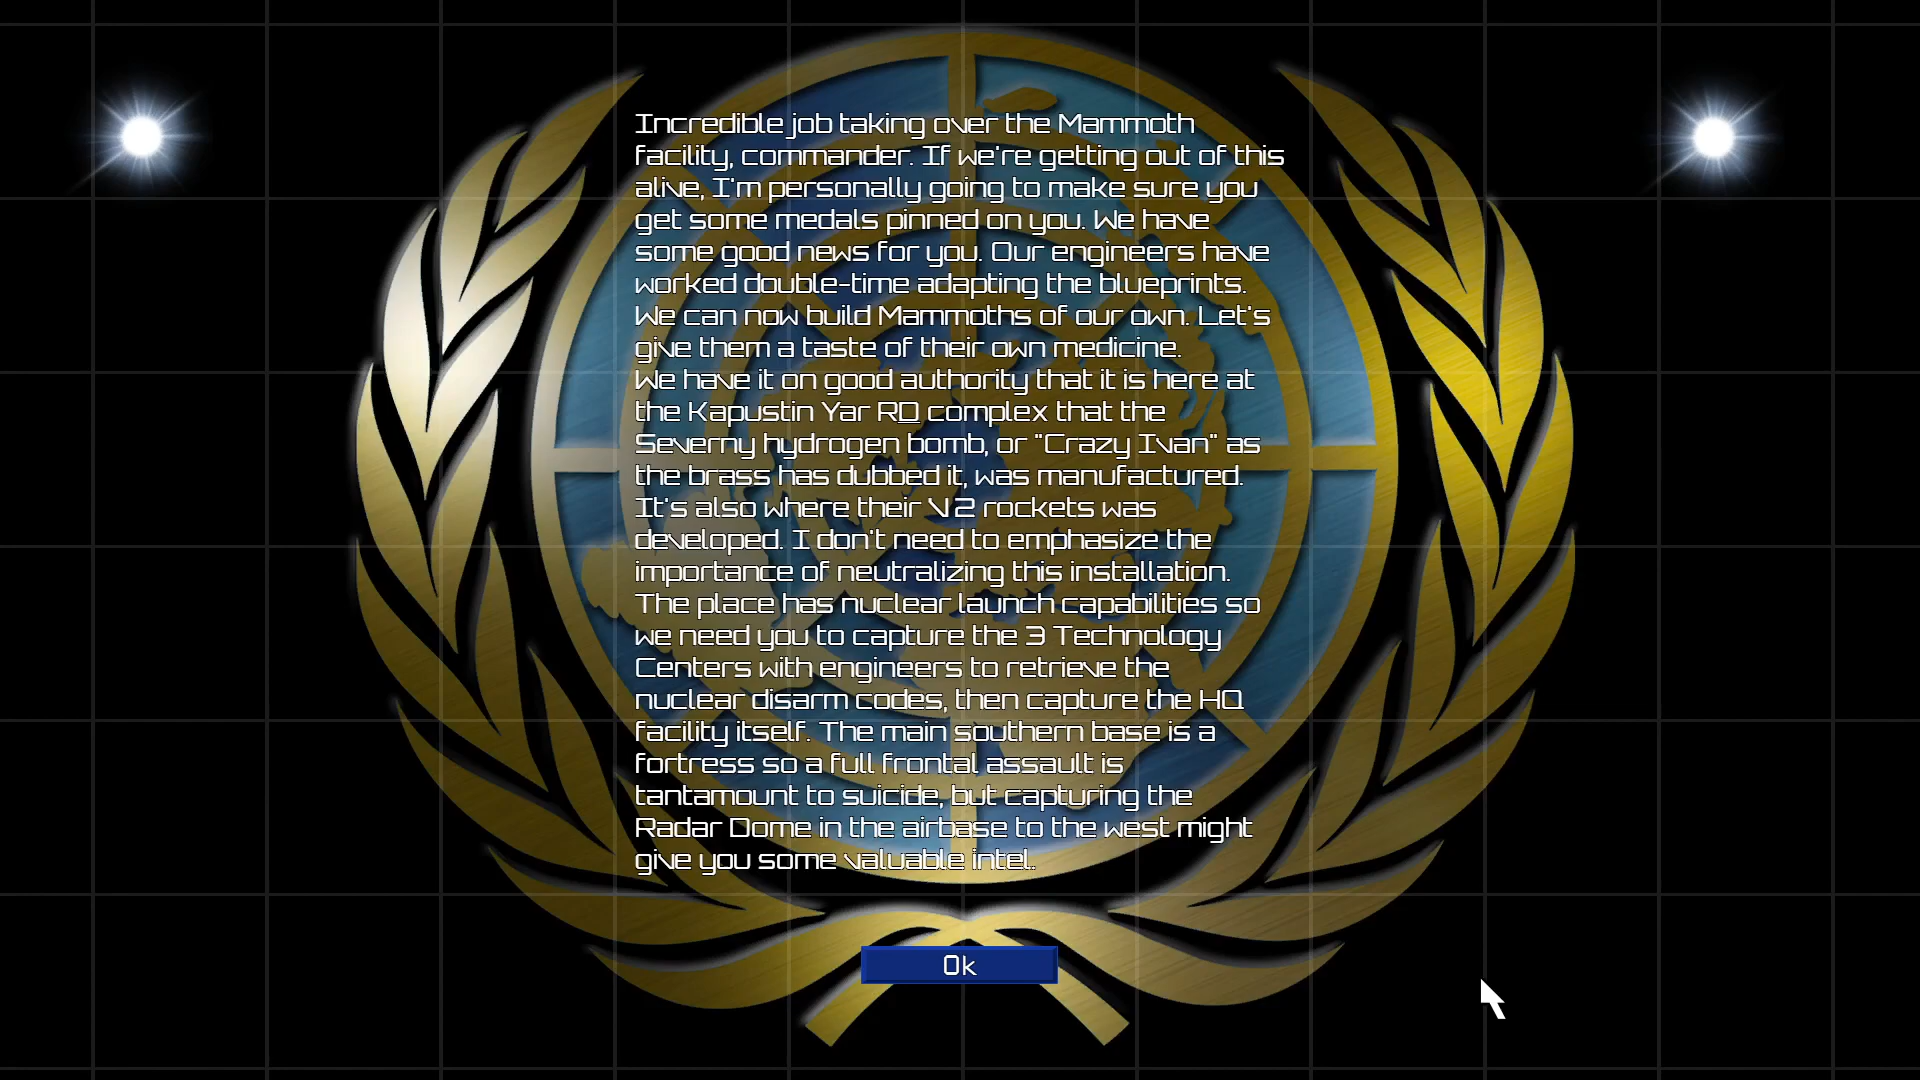 Incredible job taking over the Mammoth
facility, commander. If we're getting out of this
alive, I'm personally going to make sure you
get some medals pinned on you. We have
some good news for you. Our engineers have
worked double-time adapting the blueprints.
We can now build Mammoths of our own. Let's
give them a taste of their own medicine.
We have it on good authority that it is here at
the Kapustin Yar RD complex that the
Severny hydrogen bomb, or "Crazy Ivan" as
the brass has dubbed it, was manufactured.
It's also where their V2 rockets was
developed. I don't need to emphasize the
importance of neutralizing this installation.
The place has nuclear launch capabilities so
we need you to capture the 3 Technology
Centers with engineers to retrieve the
nuclear disarm codes, then capture the HQ
facility itself. The main southern base is a
fortress so a full frontal assault is
tantamount to suicide, but capturing the
Radar Dome in the airbase to the west might
give you some valuable intel.
Ok